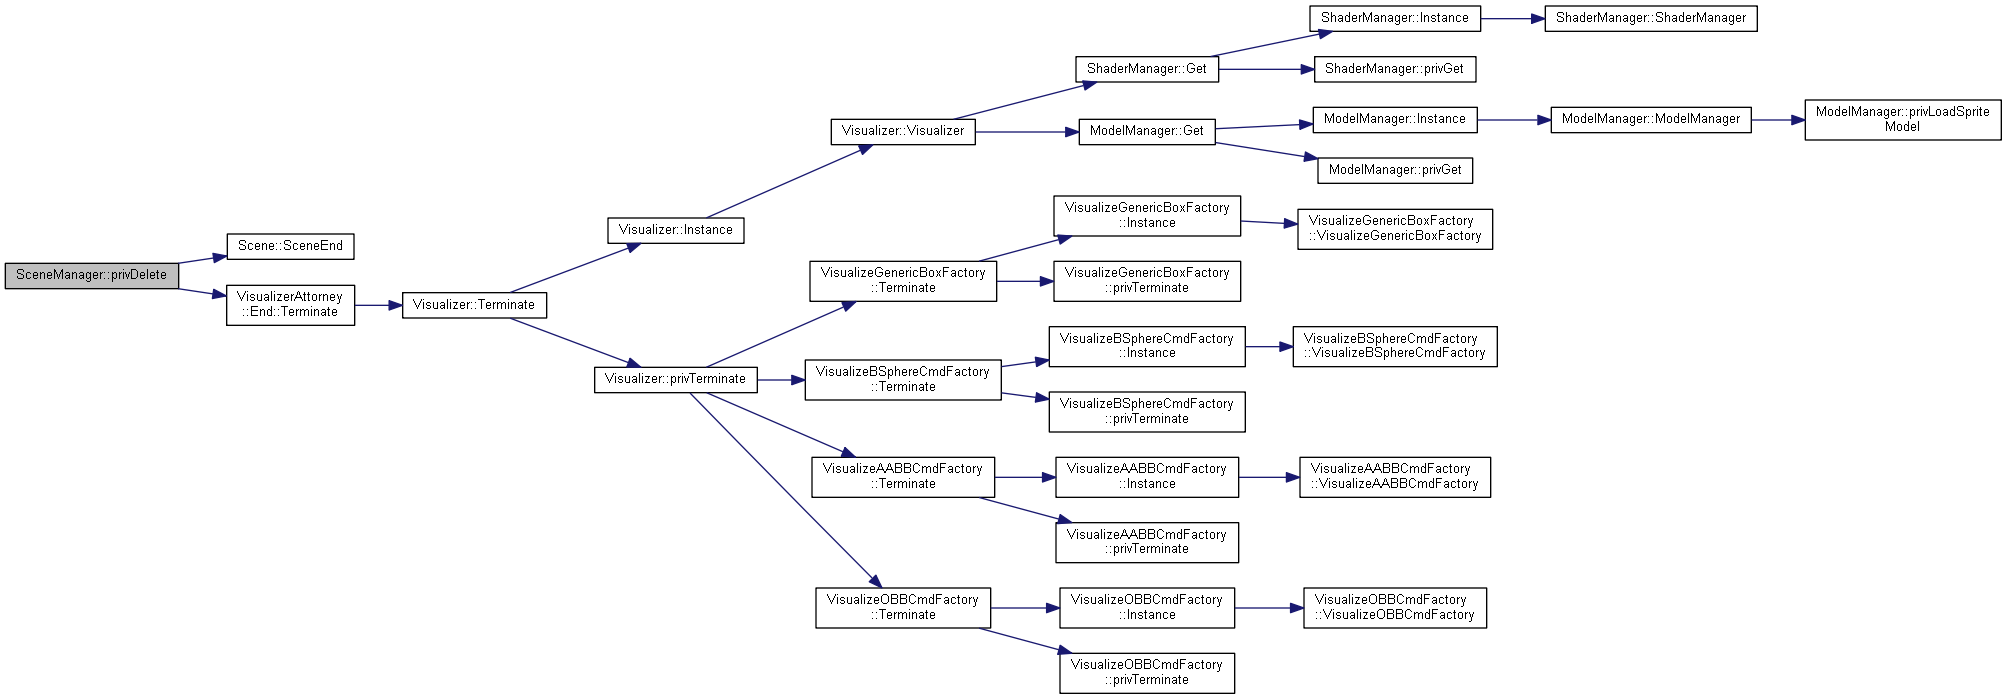 SceneManager::privDelete
Scene::SceneEnd
VisualizerAttorney
::End::Terminate
Visualizer::Terminate
Visualizer::Instance
Visualizer::Visualizer
ShaderManager::Get
ShaderManager::Instance
ShaderManager::ShaderManager
ShaderManager::privGet
ModelManager::Get
ModelManager::Instance
ModelManager::ModelManager
ModelManager::privLoadSprite
Model
ModelManager::privGet
Visualizer::privTerminate
VisualizeGenericBoxFactory
::Terminate
VisualizeGenericBoxFactory
::Instance
VisualizeGenericBoxFactory
::VisualizeGenericBoxFactory
VisualizeGenericBoxFactory
::privTerminate
VisualizeBSphereCmdFactory
::Terminate
VisualizeBSphereCmdFactory
::Instance
VisualizeBSphereCmdFactory
::VisualizeBSphereCmdFactory
VisualizeBSphereCmdFactory
::privTerminate
VisualizeAABBCmdFactory
::Terminate
VisualizeAABBCmdFactory
::Instance
VisualizeAABBCmdFactory
::VisualizeAABBCmdFactory
VisualizeAABBCmdFactory
::privTerminate
VisualizeOBBCmdFactory
::Terminate
VisualizeOBBCmdFactory
::Instance
VisualizeOBBCmdFactory
::VisualizeOBBCmdFactory
VisualizeOBBCmdFactory
::privTerminate